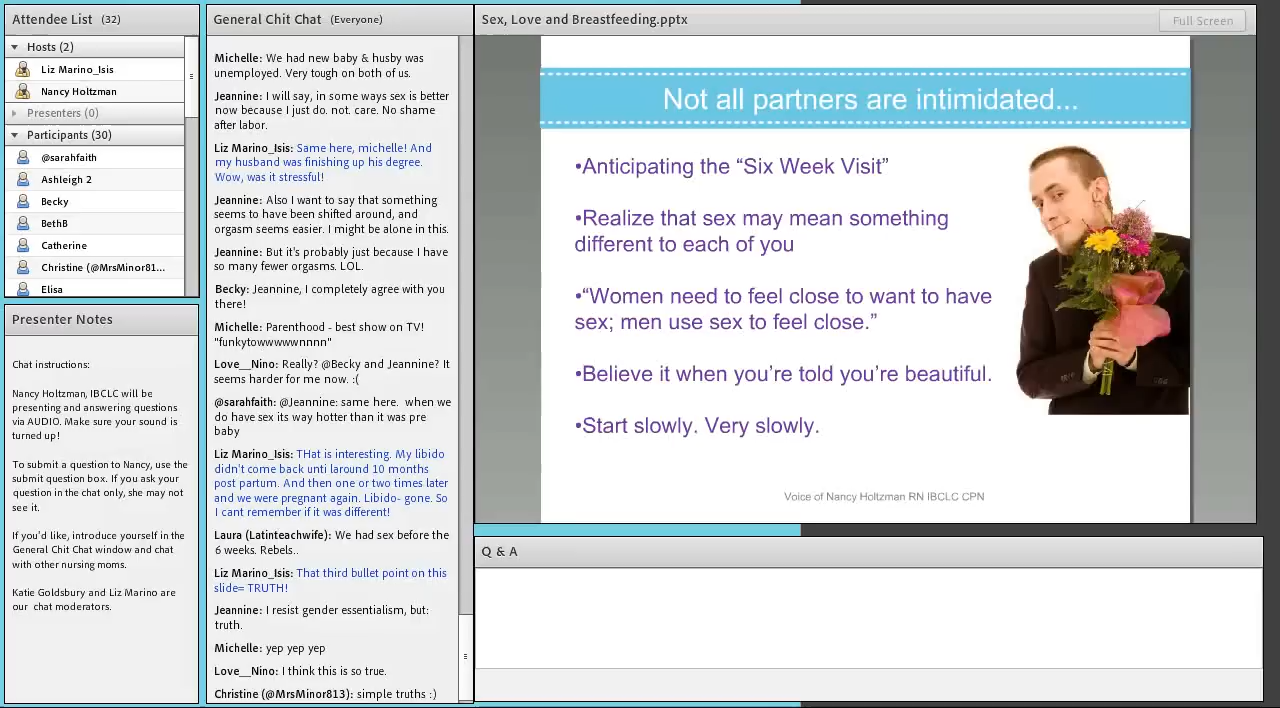 Attendee List (32)
Hosts (2)
Liz Marino_Isis
Nancy Holtzman
Presenters (0)
Participants (30)
@sarahfaith
Ashleigh 2
Becky
BethB
Catherine
Christine (@MrsMinor81...
Elisa
Presenter Notes
Chat instructions:
Nancy Holtzman, IBCLC will be
presenting and answering questions
via AUDIO. Make sure your sound is
turned up!
To submit a question to Nancy, use the
submit question box. If you ask your
question in the chat only, she may not
see it.
If you'd like, introduce yourself in the
General Chit Chat window and chat
with other nursing moms.
Katie Goldsbury and Liz Marino are
our chat moderators.
General Chit Chat (Everyone)
Michelle: We had new baby & husby was
unemployed. Very tough on both of us.
Jeannine: I will say, in some ways sex is better
now because I just do. not. care. No shame
after labor.
Liz Marino_Isis: Same here, michelle! And
my husband was finishing up his degree.
Wow, was it stressful!
Jeannine: Also I want to say that something
seems to have been shifted around, and
orgasm seems easier. I might be alone in this.
Jeannine: But it's probably just because I have
so many fewer orgasms. LOL.
Becky: Jeannine, I completely agree with you
there!
Michelle: Parenthood - best show on TV!
"funkytowwwwwnnnn"
Love__Nino: Really? @Becky and Jeannine? It
seems harder for me now. :(
@sarahfaith: @Jeannine: same here. when we
do have sex its way hotter than it was pre
baby
Liz Marino_Isis: THat is interesting. My libido
didn't come back unti laround 10 months
post partum. And then one or two times later
and we were pregnant again. Libido- gone. So
I cant remember if it was different!
Laura (Latinteachwife): We had sex before the
6 weeks. Rebels..
Liz Marino_Isis: That third bullet point on this
slide= TRUTH!
Jeannine: I resist gender essentialism, but:
truth.
Michelle: yep yep yep
Love__Nino: I think this is so true.
Christine (@MrsMinor813): simple truths :)
Sex, Love and Breastfeeding.pptx
Full Screen
Not all partners are intimidated...
•Anticipating the “Six Week Visit”
•Realize that sex may mean something
different to each of you
•“Women need to feel close to want to have
sex; men use sex to feel close.”
•Believe it when you’re told you’re beautiful.
•Start slowly. Very slowly.
Voice of Nancy Holtzman RN IBCLC CPN
Q & A